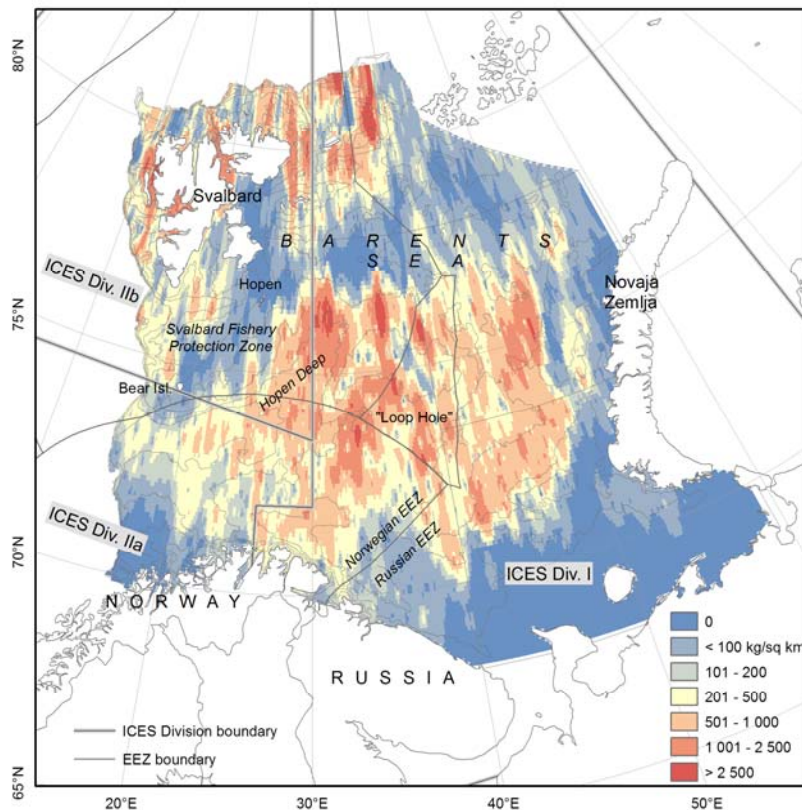 80°N
75°N
70°N
65°N
Svalbard
B A R E N T S
S E A
ICES Div. IIb
Hopen
Novaja
Zemlja
Svalbard Fishery
Protection Zone
Bear Isl.
Hopen Deep
"Loop Hole"
ICES Div. IIa
Norwegian EEZ
Russian EEZ
ICES Div. I
N O R W A Y
R U S S I A
0
< 100 kg/sq km
101 - 200
201 - 500
501 - 1 000
1 001 - 2 500
> 2 500
ICES Division boundary
EEZ boundary
20°E
30°E
40°E